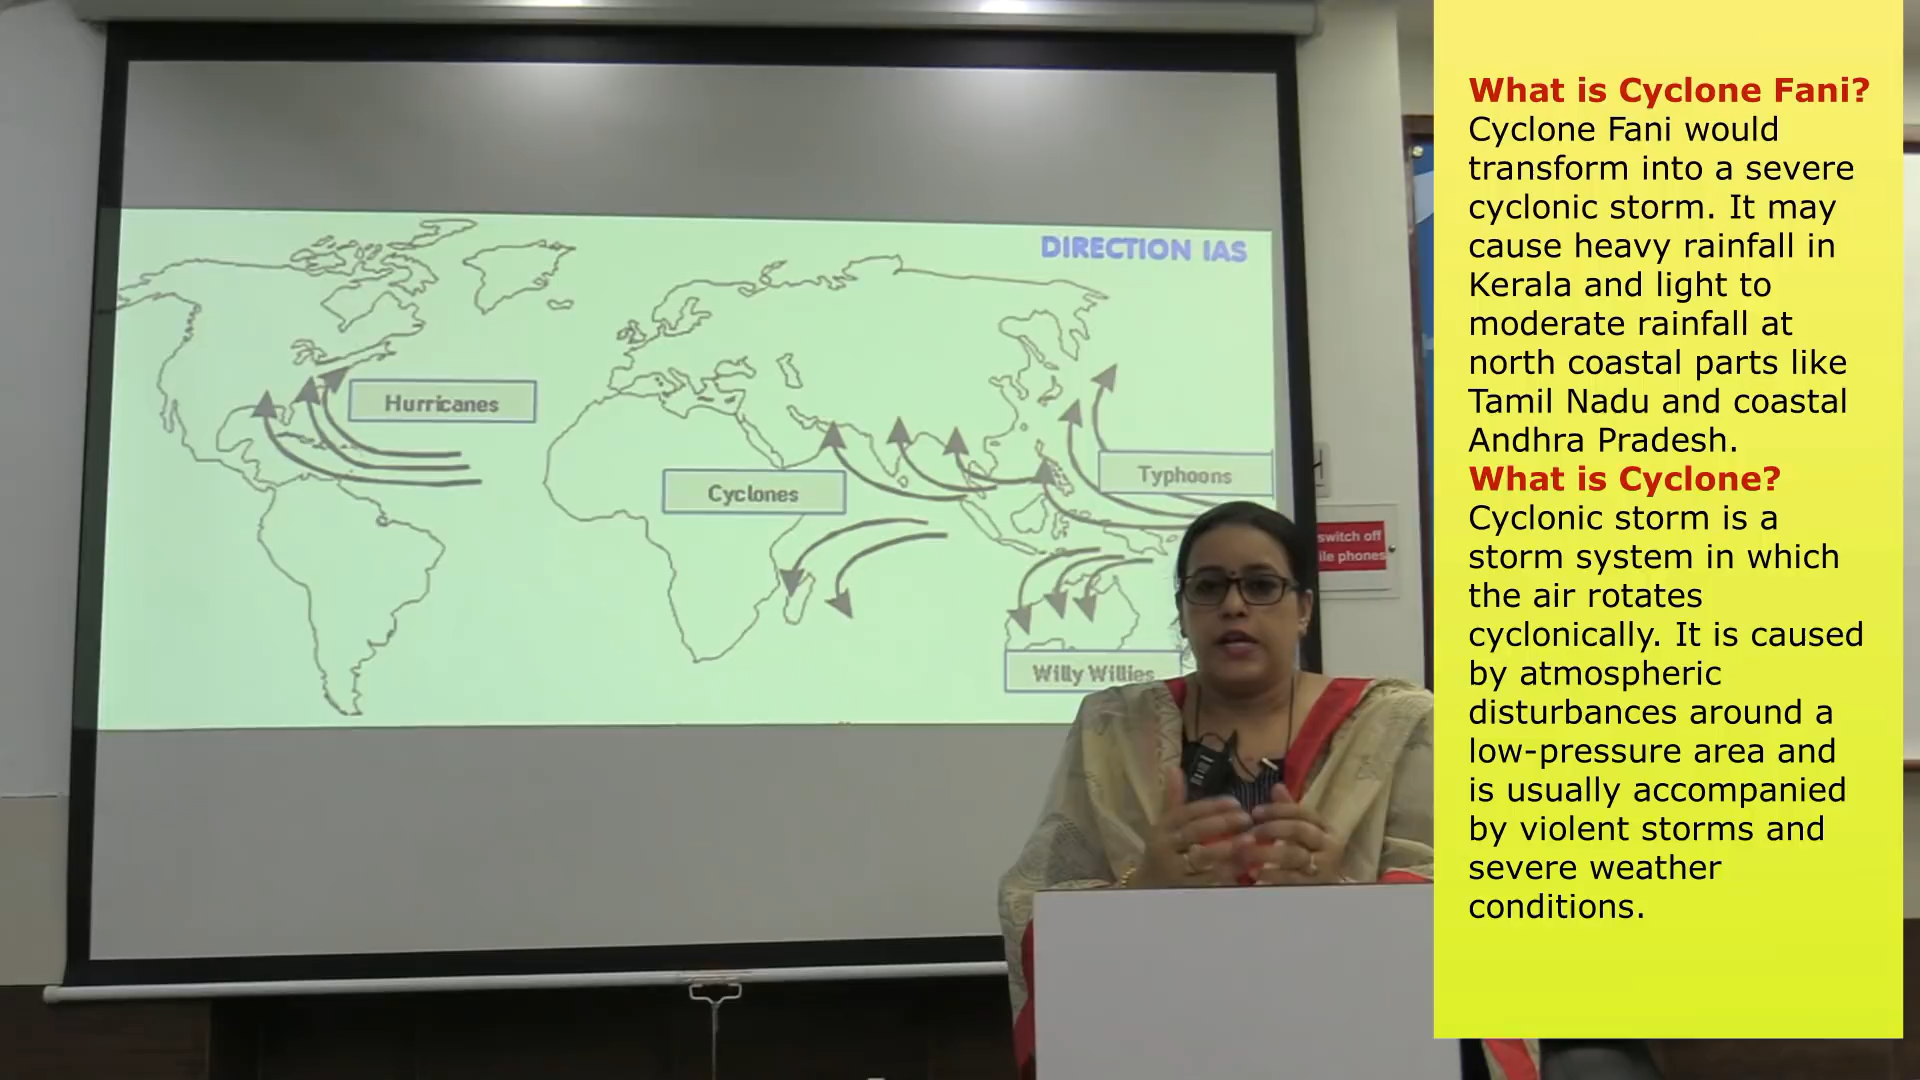 DIRECTION IAS
Hurricanes
Cyclones
Typhoons
Willy Willies
switch off
ile phones
What is Cyclone Fani?
Cyclone Fani would
transform into a severe
cyclonic storm. It may
cause heavy rainfall in
Kerala and light to
moderate rainfall at
north coastal parts like
Tamil Nadu and coastal
Andhra Pradesh.
What is Cyclone?
Cyclonic storm is a
storm system in which
the air rotates
cyclonically. It is caused
by atmospheric
disturbances around a
low-pressure area and
is usually accompanied
by violent storms and
severe weather
conditions.